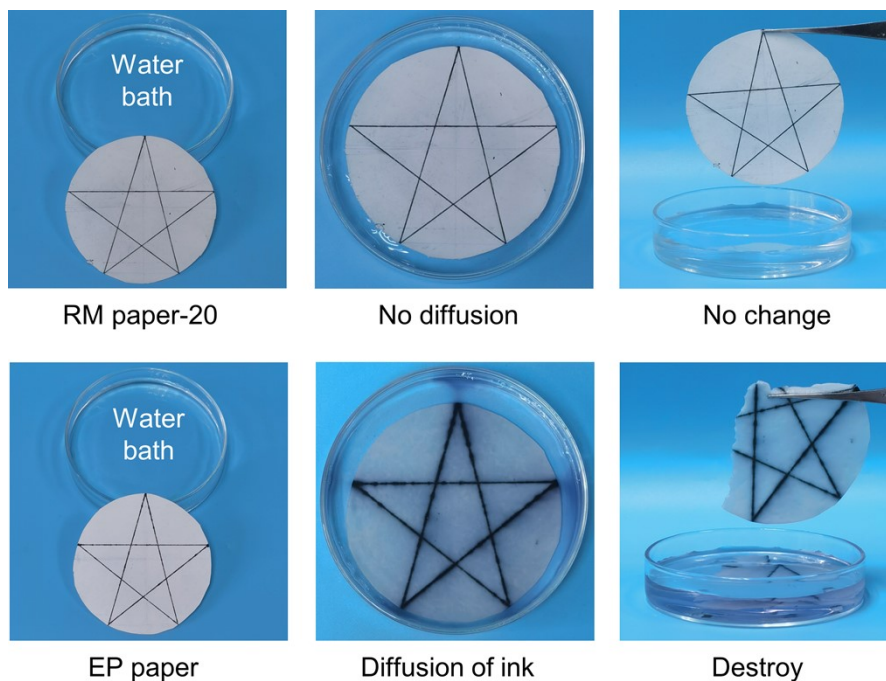 Water
bath
RM paper-20
No diffusion
No change
Water
bath
EP paper
Diffusion of ink
Destroy